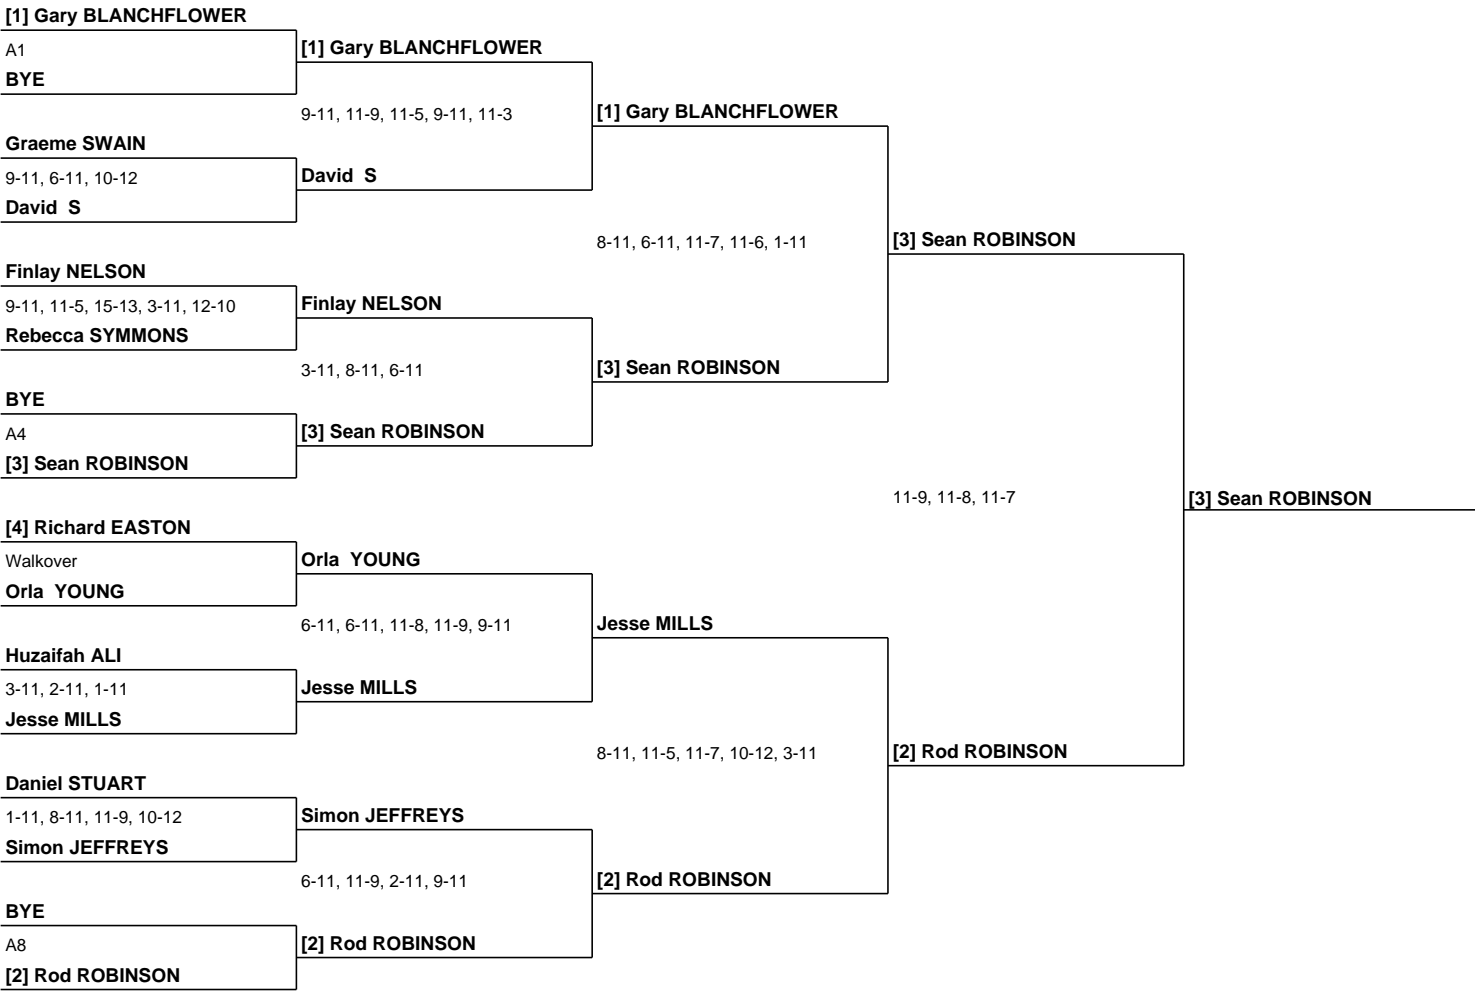 [1] Gary BLANCHFLOWER
A1
BYE
Graeme SWAIN
9-11, 6-11, 10-12
David  S
Finlay NELSON
9-11, 11-5, 15-13, 3-11, 12-10
Rebecca SYMMONS
BYE
A4
[3] Sean ROBINSON
[4] Richard EASTON
Walkover
Orla  YOUNG
Huzaifah ALI
3-11, 2-11, 1-11
Jesse MILLS
Daniel STUART
1-11, 8-11, 11-9, 10-12
Simon JEFFREYS
BYE
A8
[2] Rod ROBINSON
[1] Gary BLANCHFLOWER
9-11, 11-9, 11-5, 9-11, 11-3
David  S
Finlay NELSON
3-11, 8-11, 6-11
[3] Sean ROBINSON
Orla  YOUNG
6-11, 6-11, 11-8, 11-9, 9-11
Jesse MILLS
Simon JEFFREYS
6-11, 11-9, 2-11, 9-11
[2] Rod ROBINSON
[1] Gary BLANCHFLOWER
8-11, 6-11, 11-7, 11-6, 1-11
[3] Sean ROBINSON
Jesse MILLS
8-11, 11-5, 11-7, 10-12, 3-11
[2] Rod ROBINSON
[3] Sean ROBINSON
11-9, 11-8, 11-7
[2] Rod ROBINSON
[3] Sean ROBINSON